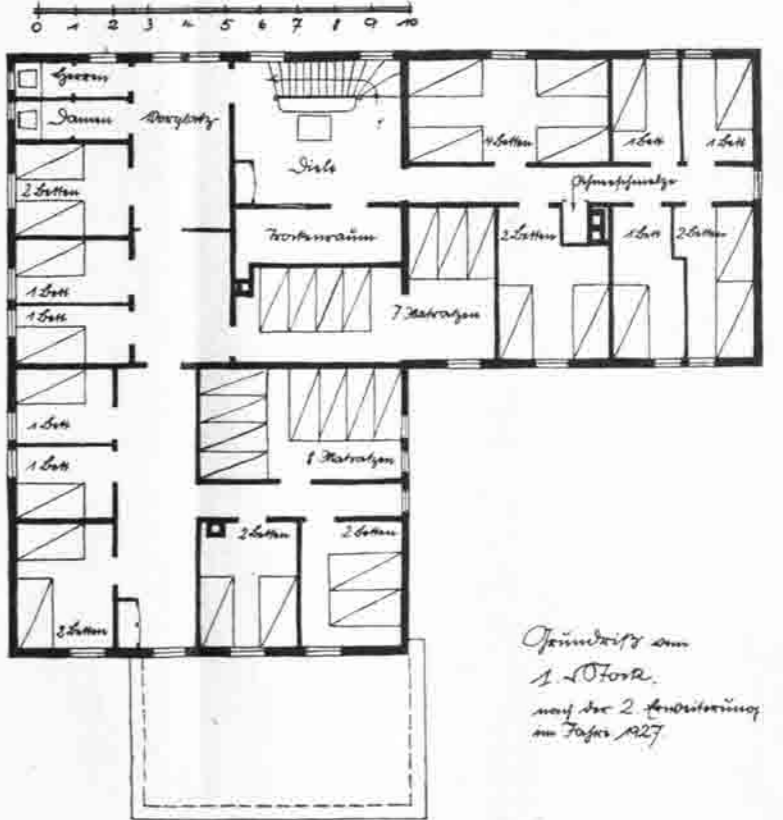 0 1 2 3 4 5 6 7 8 9 10
Herren
Damen
Vorplatz
Diele
4 Betten
1 Bett
1 Bett
2 Betten
Schneeschmelze
Trockenraum
2 Betten
1 Bett
2 Betten
1 Bett
1 Bett
7 Matratzen
1 Bett
1 Bett
8 Matratzen
2 Betten
2 Betten
2 Betten
Grundriß vom
1. Stock.
nach der 2. Erweiterung
im Jahre 1927